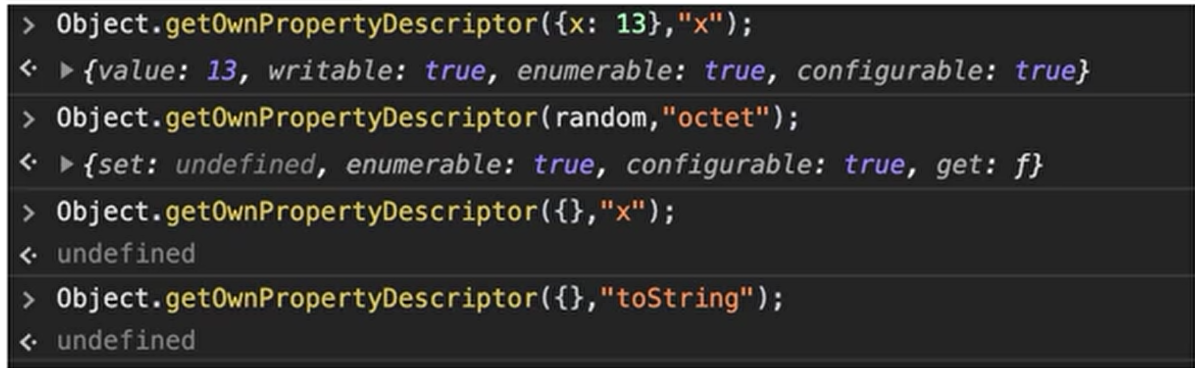 > Object.getOwnPropertyDescriptor({x: 13},"x");
{value: 13, writable: true, enumerable: true, configurable: true}
> Object.getOwnPropertyDescriptor(random,"octet");
{set: undefined, enumerable: true, configurable: true, get: ƒ}
> Object.getOwnPropertyDescriptor({},"x");
undefined
> Object.getOwnPropertyDescriptor({},"toString");
undefined